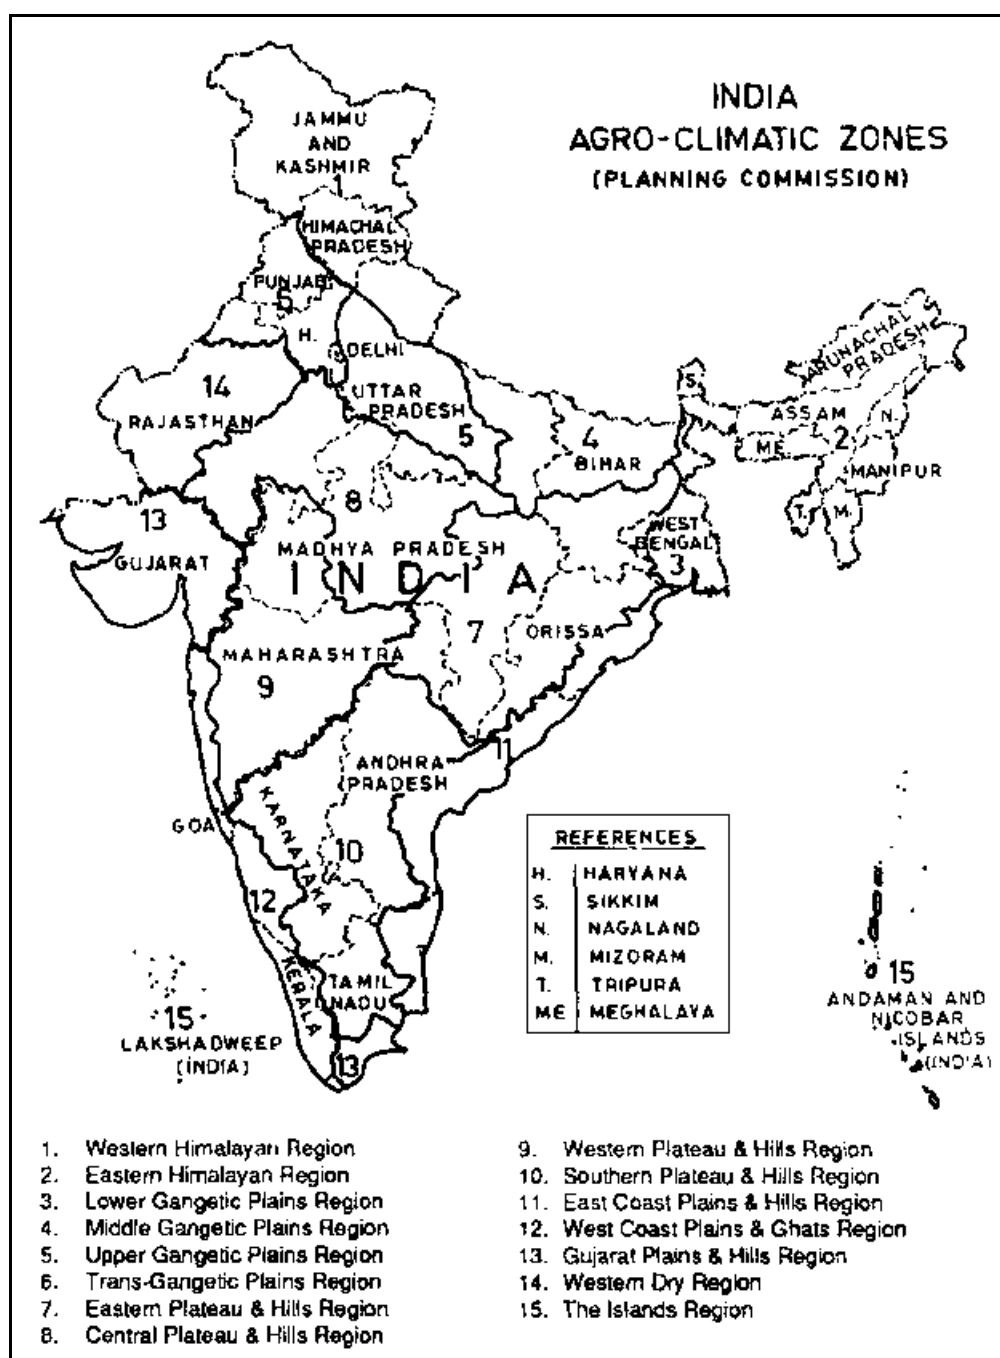 INDIA
AGRO-CLIMATIC ZONES
(PLANNING COMMISSION)
JAMMU
AND
KASHMIR
1
HIMACHAL
PRADESH
PUNJAB
6
H.
DELHI
UTTAR
PRADESH
5
14
RAJASTHAN
ARUNACHAL
PRADESH
S.
ASSAM
N.
ME
2
MANIPUR
T.
M.
4
BIHAR
8
13
GUJARAT
MADHYA PRADESH
INDIA
WEST
BENGAL
3
7
ORISSA
MAHARASHTRA
9
11
ANDHRA
PRADESH
GOA
KARNATAKA
10
12
KERALA
TAMIL
NADU
13
15
LAKSHADWEEP
(INDIA)
REFERENCES
H. HARYANA
S. SIKKIM
N. NAGALAND
M. MIZORAM
T. TRIPURA
ME MEGHALAYA
15
ANDAMAN AND
NICOBAR
ISLANDS
(INDIA)
1. Western Himalayan Region
2. Eastern Himalayan Region
3. Lower Gangetic Plains Region
4. Middle Gangetic Plains Region
5. Upper Gangetic Plains Region
6. Trans-Gangetic Plains Region
7. Eastern Plateau & Hills Region
8. Central Plateau & Hills Region
9. Western Plateau & Hills Region
10. Southern Plateau & Hills Region
11. East Coast Plains & Hills Region
12. West Coast Plains & Ghats Region
13. Gujarat Plains & Hills Region
14. Western Dry Region
15. The Islands Region